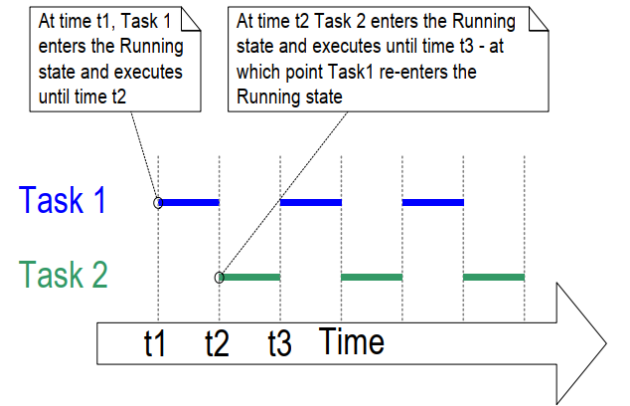 At time t1, Task 1
enters the Running
state and executes
until time t2
At time t2 Task 2 enters the Running
state and executes until time t3 - at
which point Task1 re-enters the
Running state
Task 1
Task 2
t1 t2 t3 Time